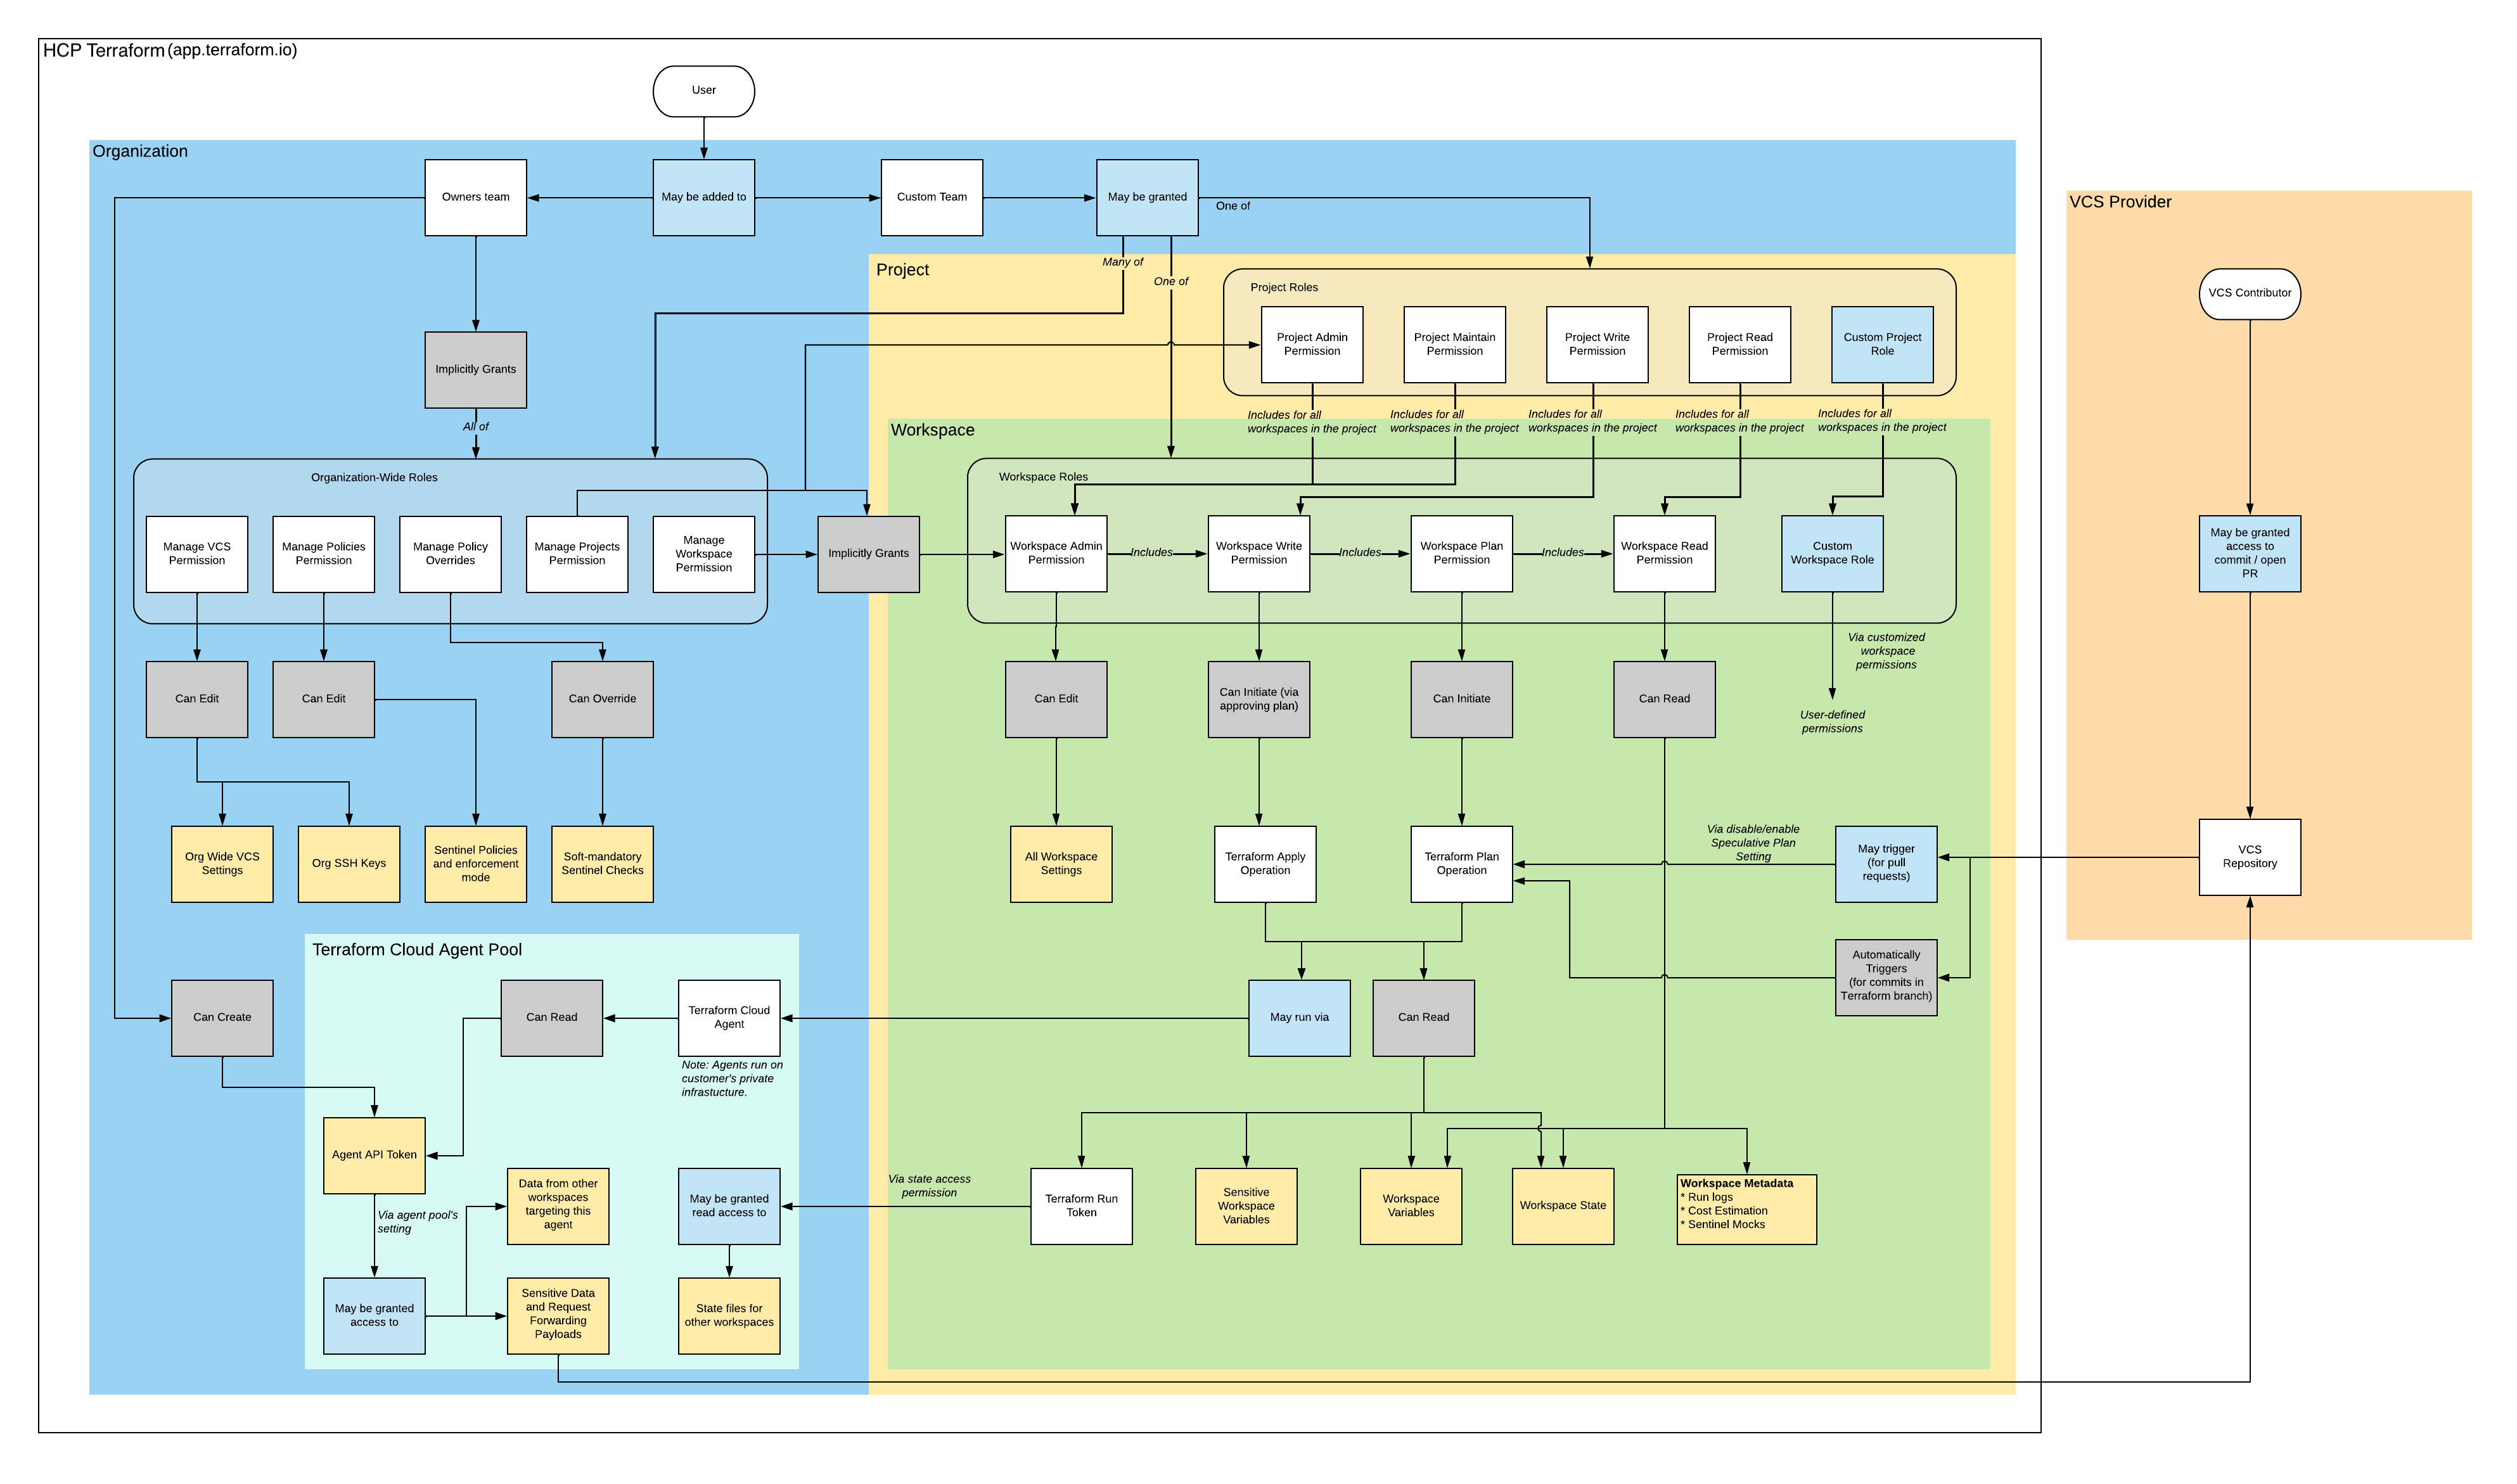 HCP Terraform (app.terraform.io)
User
Organization
Owners team
May be added to
Custom Team
May be granted
One of
VCS Provider
Many of
One of
Project
Project Roles
VCS Contributor
Project Admin
Permission
Project Maintain
Permission
Project Write
Permission
Project Read
Permission
Custom Project
Role
Implicitly Grants
All of
Includes for all
workspaces in the project
Includes for all
workspaces in the project
Includes for all
workspaces in the project
Includes for all
workspaces in the project
Includes for all
workspaces in the project
Workspace
Organization-Wide Roles
Workspace Roles
Manage VCS
Permission
Manage Policies
Permission
Manage Policy
Overrides
Manage Projects
Permission
Manage
Workspace
Permission
Implicitly Grants
Workspace Admin
Permission
Includes
Workspace Write
Permission
Includes
Workspace Plan
Permission
Includes
Workspace Read
Permission
Custom
Workspace Role
May be granted
access to
commit / open
PR
Via customized
workspace
permissions
Can Edit
Can Edit
Can Override
Can Edit
Can Initiate (via
approving plan)
Can Initiate
Can Read
User-defined
permissions
Org Wide VCS
Settings
Org SSH Keys
Sentinel Policies
and enforcement
mode
Soft-mandatory
Sentinel Checks
All Workspace
Settings
Terraform Apply
Operation
Terraform Plan
Operation
Via disable/enable
Speculative Plan
Setting
May trigger
(for pull
requests)
VCS
Repository
Terraform Cloud Agent Pool
Automatically
Triggers
(for commits in
Terraform branch)
Can Create
Can Read
Terraform Cloud
Agent
May run via
Can Read
Note: Agents run on
customer's private
infrastucture.
Agent API Token
Via agent pool's
setting
Data from other
workspaces
targeting this
agent
May be granted
read access to
Via state access
permission
Terraform Run
Token
Sensitive
Workspace
Variables
Workspace
Variables
Workspace State
Workspace Metadata
* Run logs
* Cost Estimation
* Sentinel Mocks
May be granted
access to
Sensitive Data
and Request
Forwarding
Payloads
State files for
other workspaces